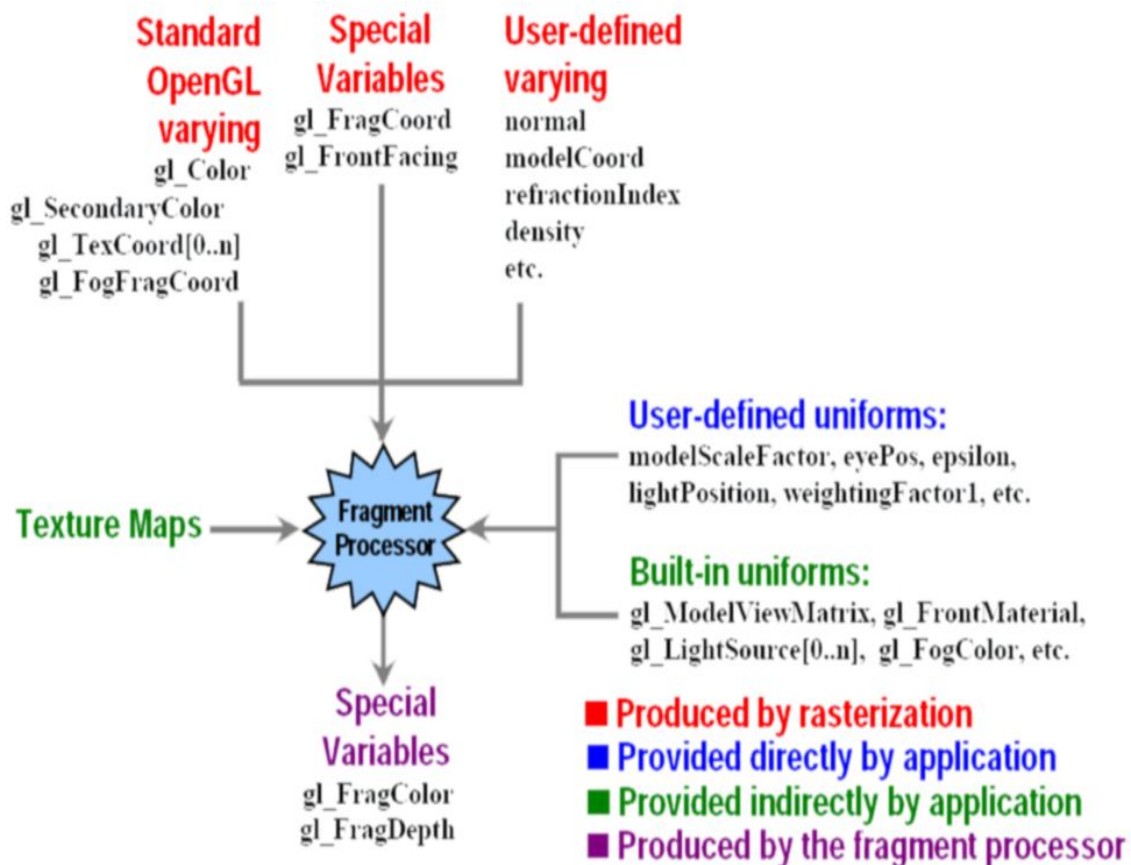 Standard
OpenGL
varying
gl_Color
gl_SecondaryColor
gl_TexCoord[0..n]
gl_FogFragCoord
Special
Variables
gl_FragCoord
gl_FrontFacing
User-defined
varying
normal
modelCoord
refractionIndex
density
etc.
Texture Maps
Fragment
Processor
User-defined uniforms:
modelScaleFactor, eyePos, epsilon,
lightPosition, weightingFactor1, etc.
Built-in uniforms:
gl_ModelViewMatrix, gl_FrontMaterial,
gl_LightSource[0..n], gl_FogColor, etc.
Special
Variables
gl_FragColor
gl_FragDepth
Produced by rasterization
Provided directly by application
Provided indirectly by application
Produced by the fragment processor